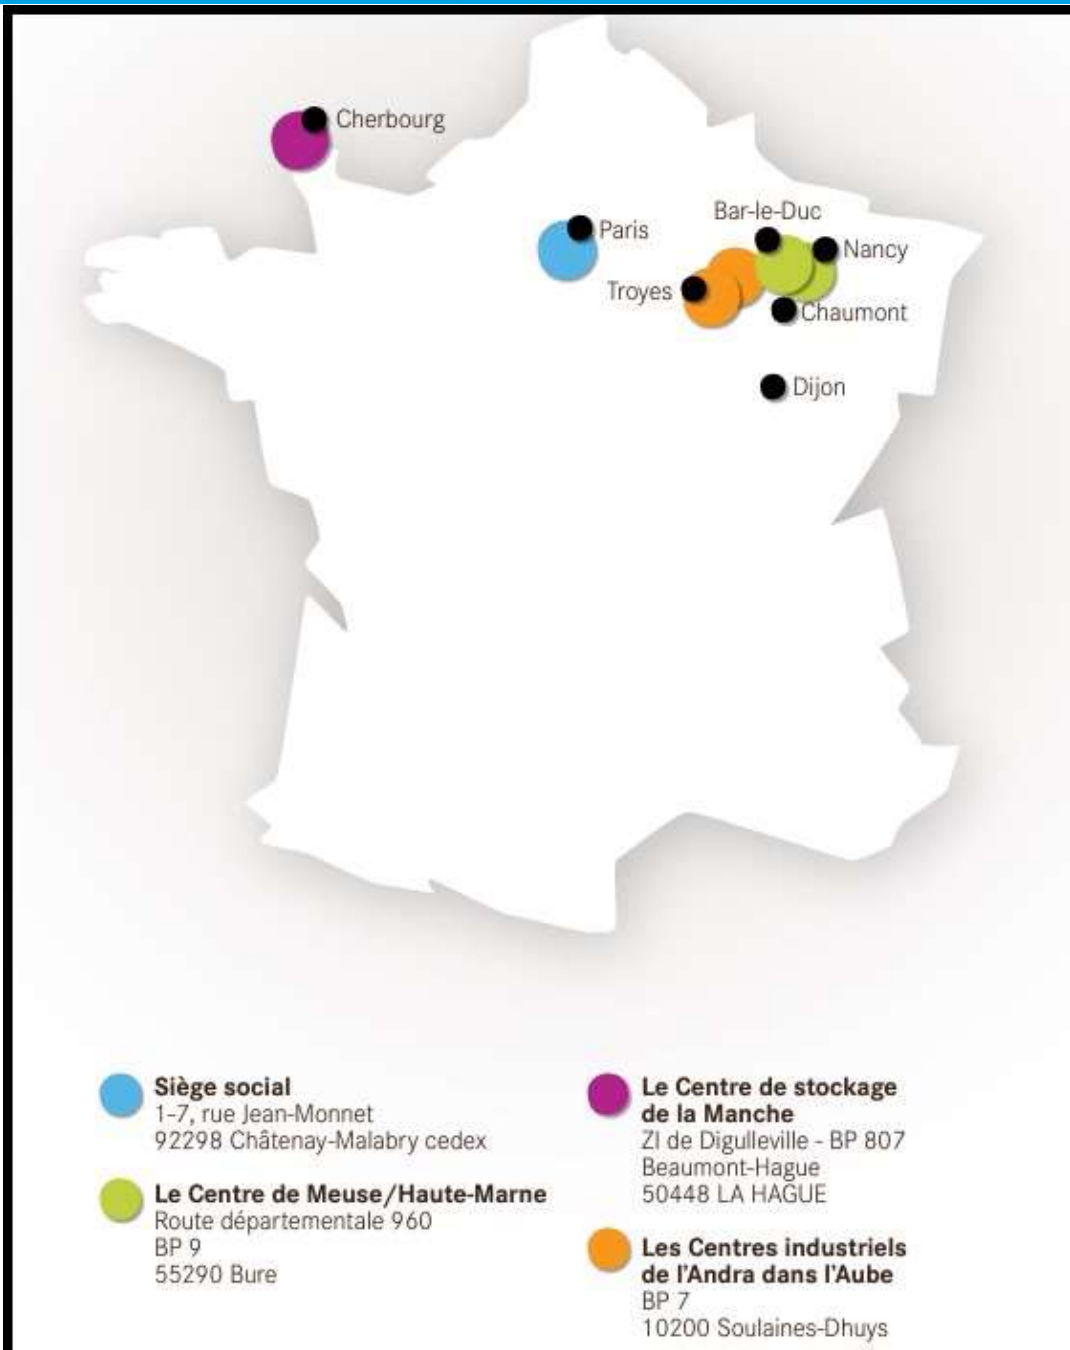 Cherbourg
Paris
Bar-le-Duc
Nancy
Troyes
Chaumont
Dijon
Siège social
1-7, rue Jean-Monnet
92298 Châtenay-Malabry cedex
Le Centre de Meuse/Haute-Marne
Route départementale 960
BP 9
55290 Bure
Le Centre de stockage
de la Manche
ZI de Digulleville - BP 807
Beaumont-Hague
50448 LA HAGUE
Les Centres industriels
de l'Andra dans l'Aube
BP 7
10200 Soulaines-Dhuys